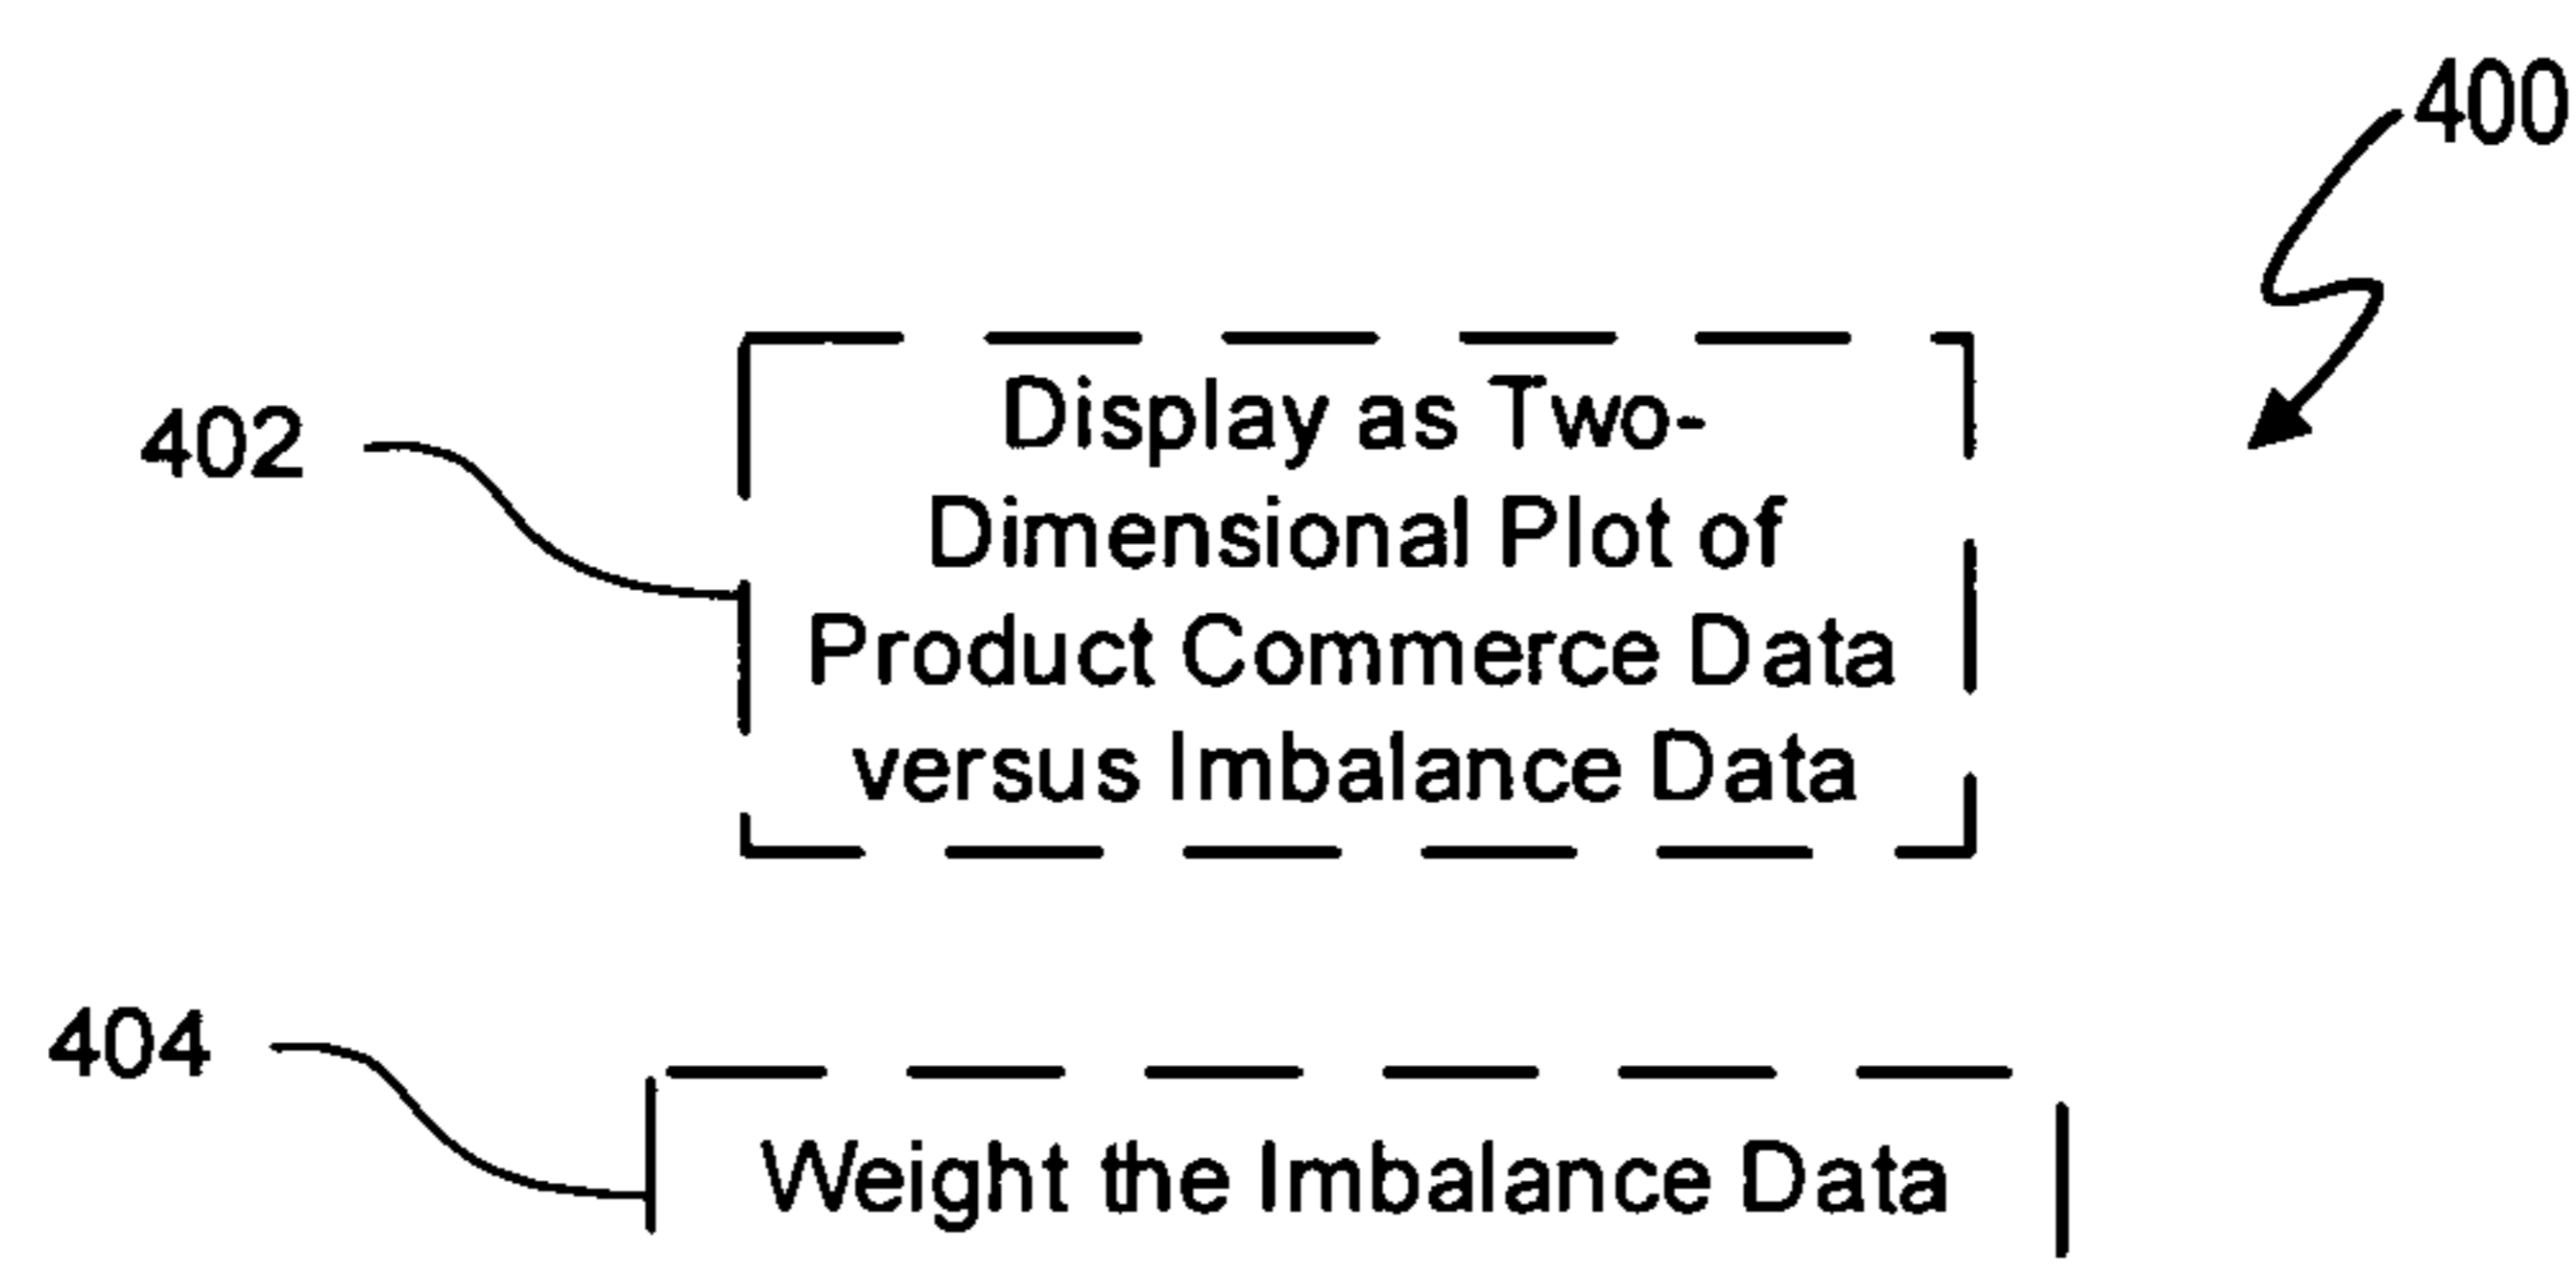 400
402
Display as Two-
Dimensional Plot of
Product Commerce Data
versus Imbalance Data
404
Weight the Imbalance Data